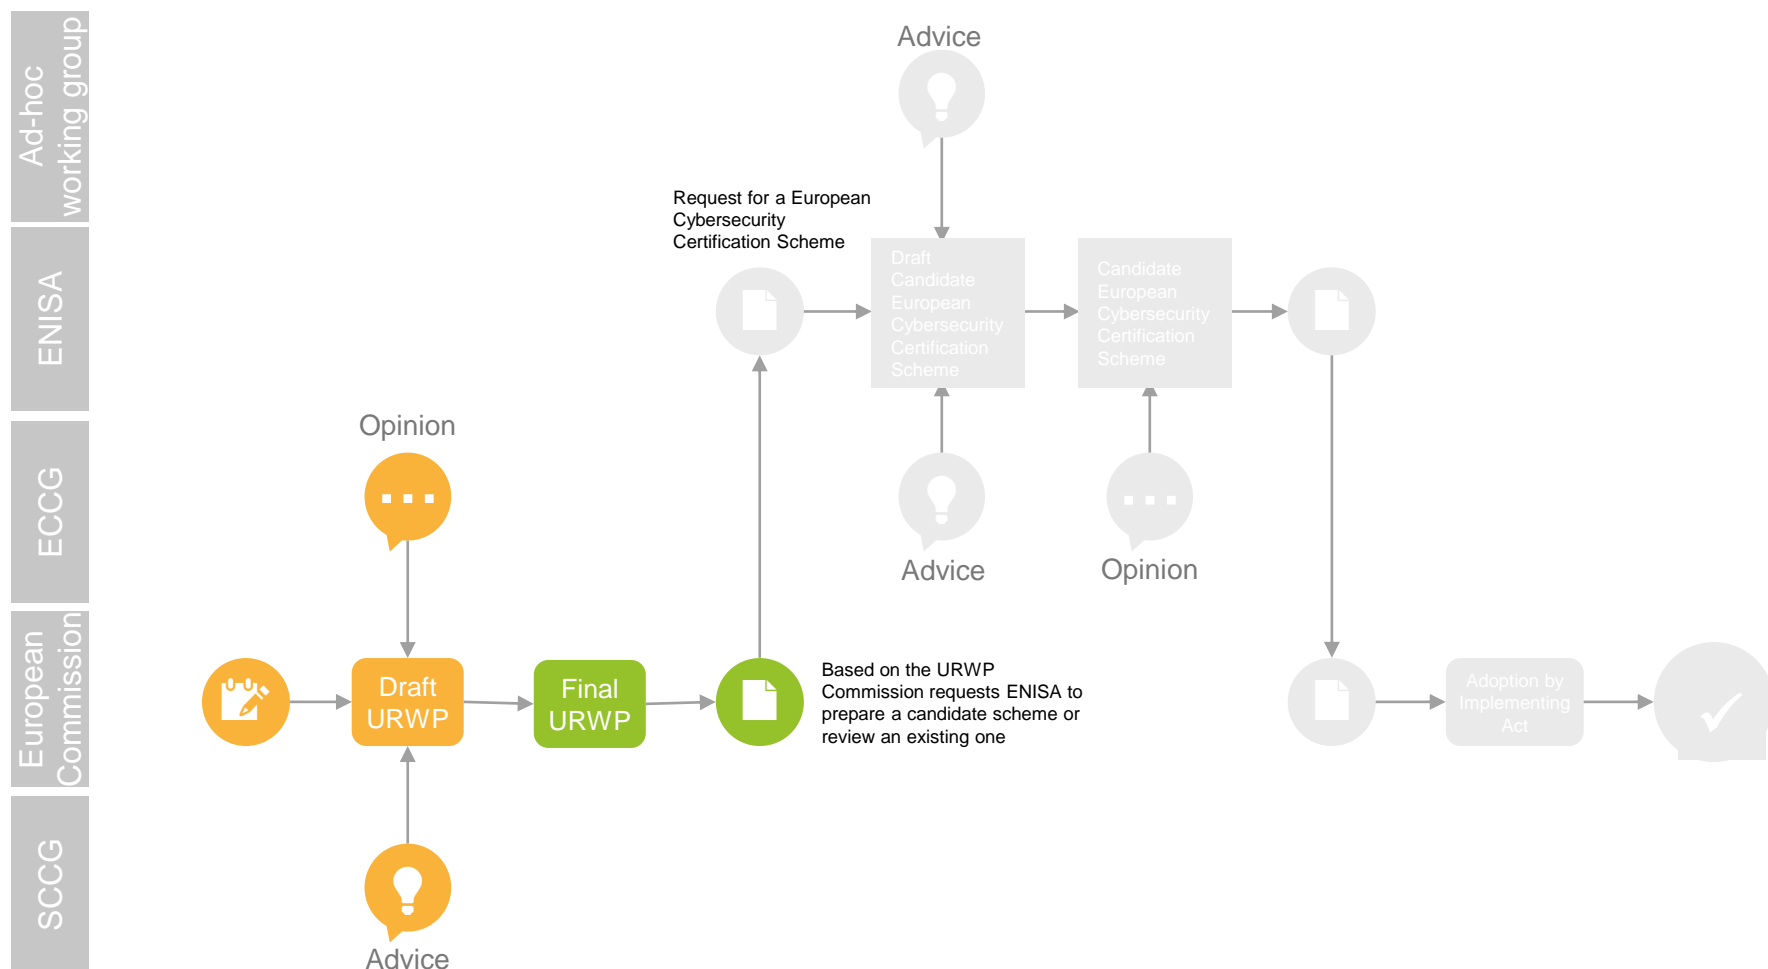 Ad-hoc
working group
ENISA
ECCG
European
Commission
SCCG
Advice
Request for a European
Cybersecurity
Certification Scheme
Draft
Candidate
European
Cybersecurity
Certification
Scheme
Candidate
European
Cybersecurity
Certification
Scheme
Opinion
Advice
Opinion
Draft
URWP
Final
URWP
Based on the URWP
Commission requests ENISA to
prepare a candidate scheme or
review an existing one
Adoption by
Implementing
Act
Advice